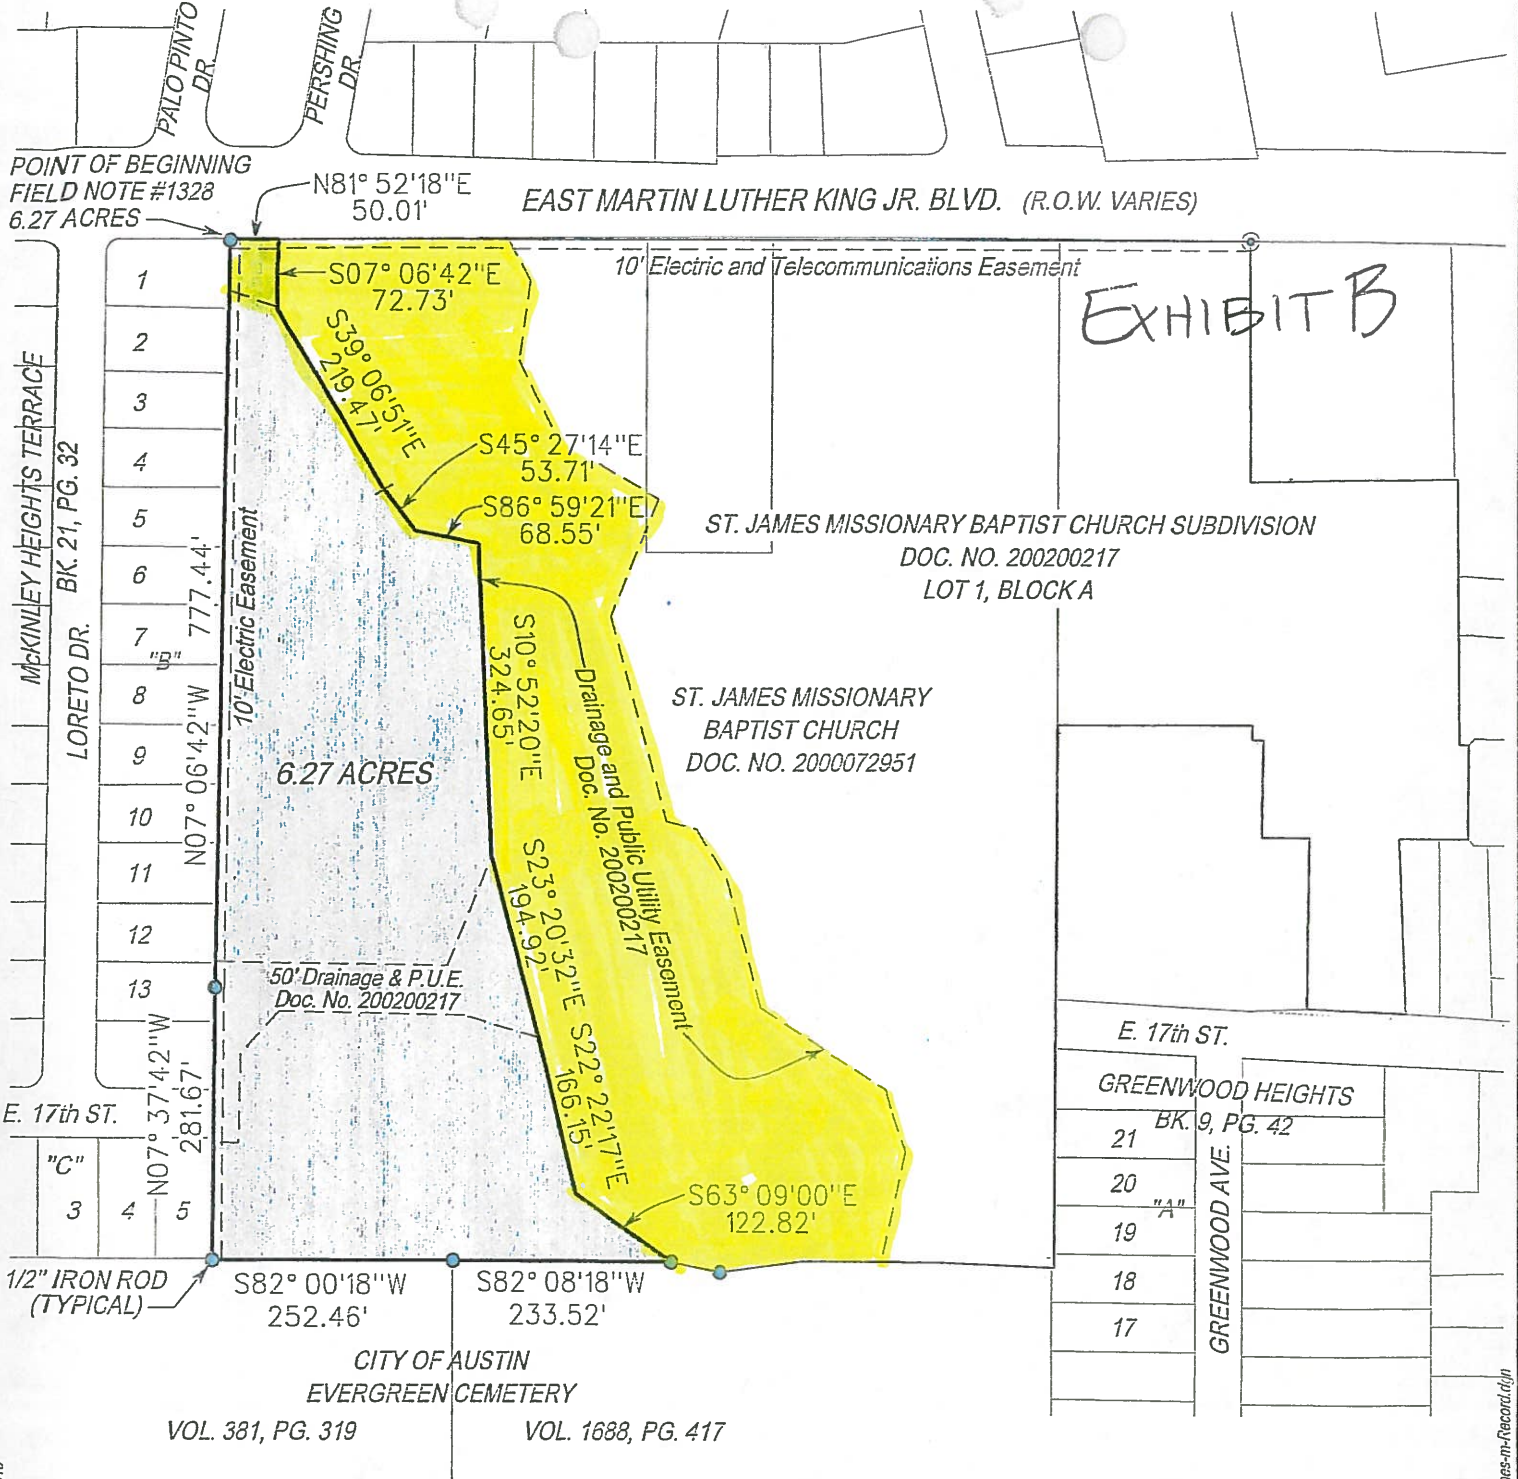 PALO PINTO
DR.
PERSHING
DR.
POINT OF BEGINNING
FIELD NOTE #1328
6.27 ACRES
N81° 52'18"E
50.01'
EAST MARTIN LUTHER KING JR. BLVD. (R.O.W. VARIES)
S07° 06'42"E
72.73'
10' Electric and Telecommunications Easement
EXHIBIT B
1
2
3
4
5
6
7
"B"
8
9
10
11
12
13
McKINLEY HEIGHTS TERRACE
BK. 21, PG. 32
LORETO DR.
N07° 06'42"W 777.44'
10' Electric Easement
S39° 06'51"E
219.47'
S45° 27'14"E
53.71'
S86° 59'21"E
68.55'
ST. JAMES MISSIONARY BAPTIST CHURCH SUBDIVISION
DOC. NO. 200200217
LOT 1, BLOCK A
S10° 52'20"E
324.65'
Drainage and Public Utility Easement
Doc. No. 200200217
ST. JAMES MISSIONARY
BAPTIST CHURCH
DOC. NO. 2000072951
6.27 ACRES
S23° 20'32"E
194.92'
50' Drainage & P.U.E.
Doc. No. 200200217
S22° 22'17"E
166.15'
N07° 37'42"W
281.67'
E. 17th ST.
"C"
3
4
5
S63° 09'00"E
122.82'
E. 17th ST.
GREENWOOD HEIGHTS
BK. 9, PG. 42
21
20
"A"
19
18
17
GREENWOOD AVE.
1/2" IRON ROD
(TYPICAL)
S82° 00'18"W
252.46'
S82° 08'18"W
233.52'
CITY OF AUSTIN
EVERGREEN CEMETERY
VOL. 381, PG. 319
VOL. 1688, PG. 417
es-m-Record.dgn